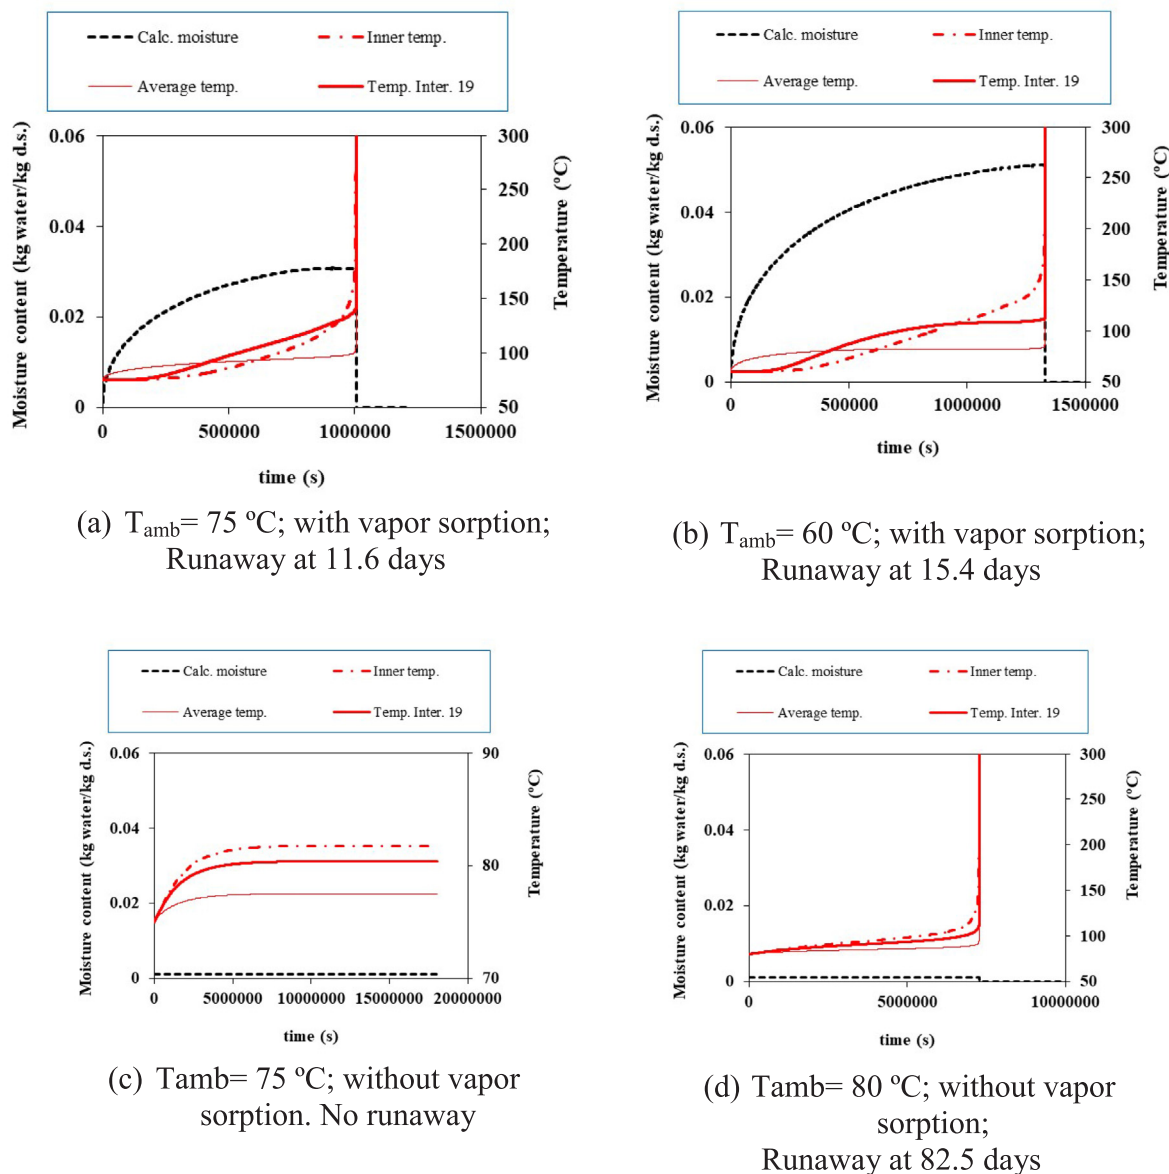 Calc. moisture
Inner temp.
Average temp.
Temp. Inter. 19
Moisture content (kg water/kg d.s.)
0.06
0.04
0.02
0
300
250
200
150
100
50
Temperature (ºC)
0
500000
1000000
1500000
time (s)
(a) Tamb= 75 ºC; with vapor sorption;
Runaway at 11.6 days
Calc. moisture
Inner temp.
Average temp.
Temp. Inter. 19
Moisture content (kg water/kg d.s.)
0.06
0.04
0.02
0
300
250
200
150
100
50
Temperature (ºC)
0
500000
1000000
1500000
time (s)
(b) Tamb= 60 ºC; with vapor sorption;
Runaway at 15.4 days
Calc. moisture
Inner temp.
Average temp.
Temp. Inter. 19
Moisture content (kg water/kg d.s.)
0.06
0.04
0.02
0
90
80
70
Temperature (ºC)
0
5000000
10000000
15000000
20000000
time (s)
(c) Tamb= 75 ºC; without vapor
sorption. No runaway
Calc. moisture
Inner temp.
Average temp.
Temp. Inter. 19
Moisture content (kg water/kg d.s.)
0.06
0.04
0.02
0
300
250
200
150
100
50
Temperature (ºC)
0
5000000
10000000
time (s)
(d) Tamb= 80 ºC; without vapor
sorption;
Runaway at 82.5 days